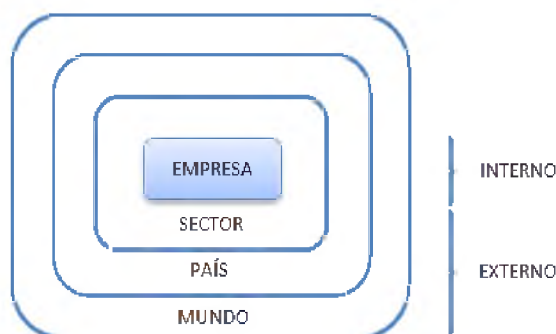 EMPRESA
INTERNO
SECTOR
PAÍS
EXTERNO
MUNDO